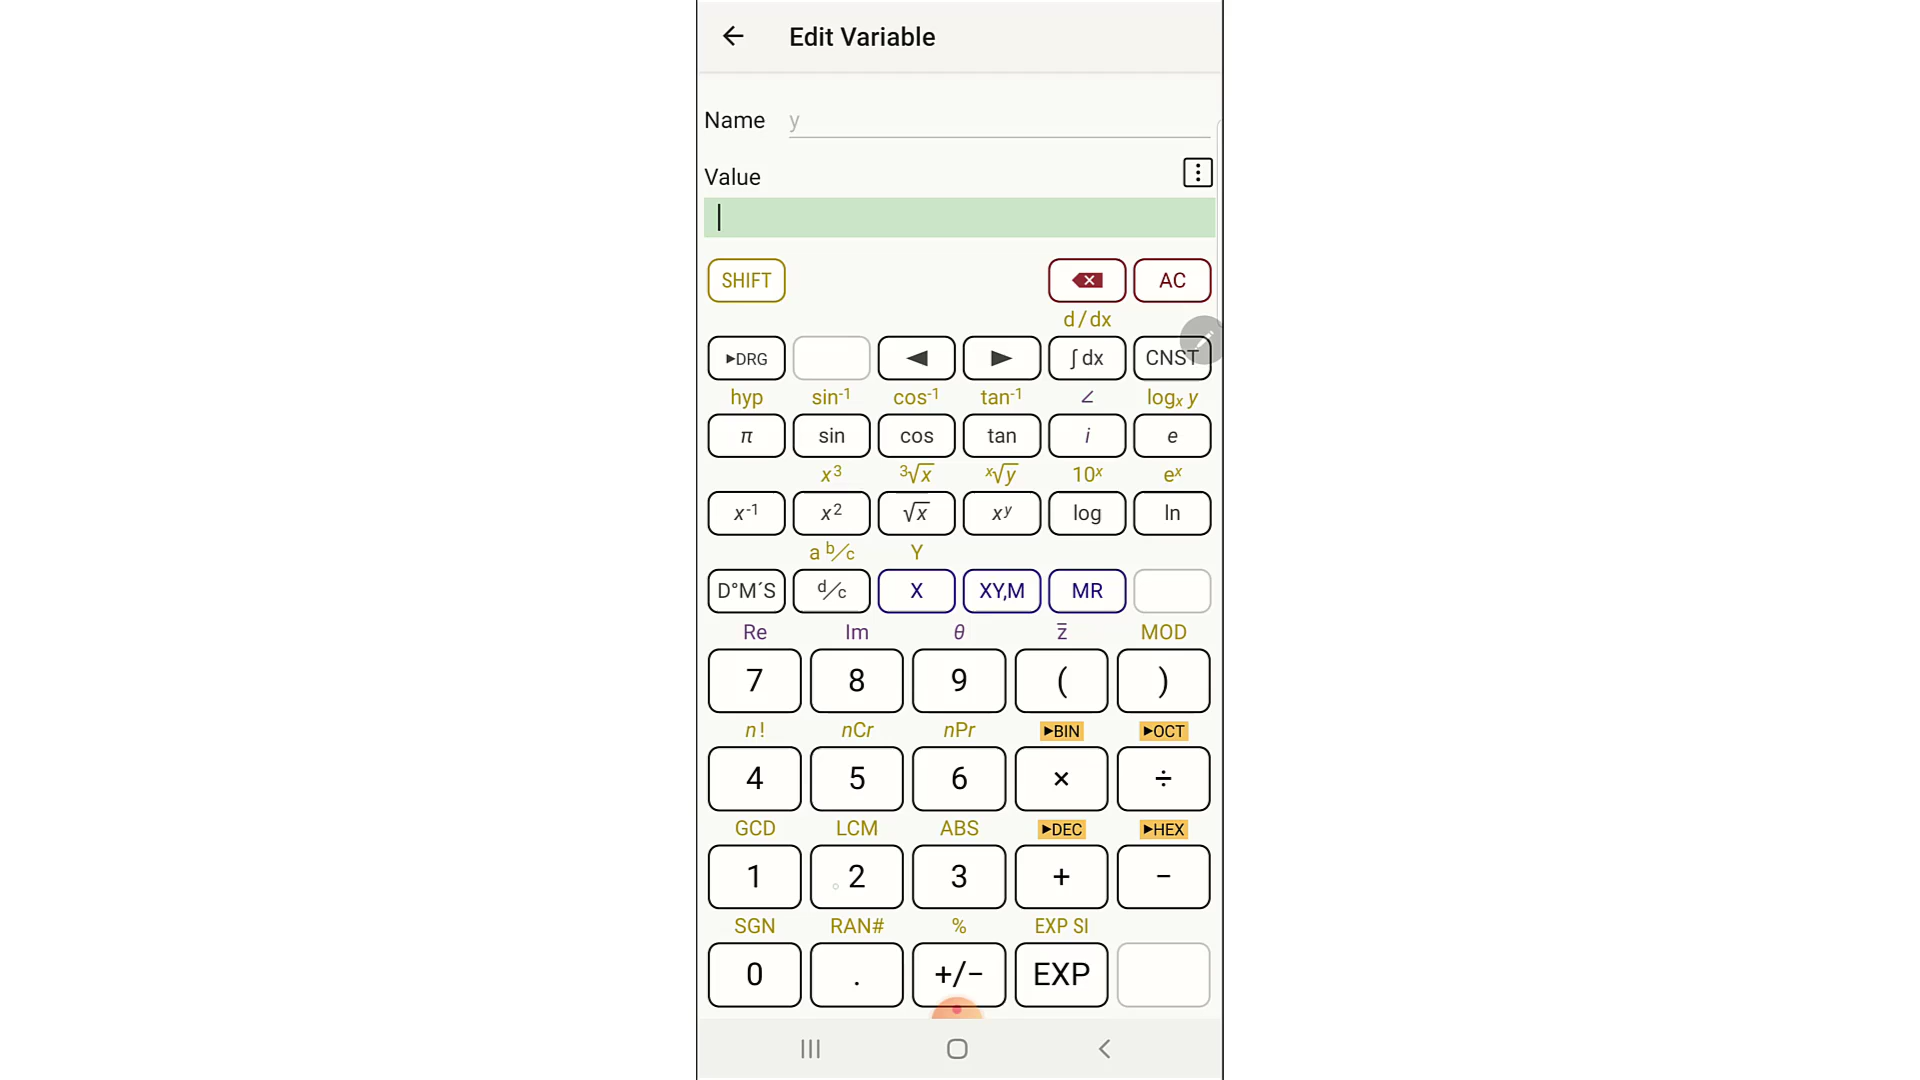 Edit Variable
Name y
Value
SHIFT AC
d/dx
▸DRG ◀ ▶ ∫dx CNST
hyp sin⁻¹ cos⁻¹ tan⁻¹ ∠ logₓ y
π sin cos tan i e
x³ ³√x ˣ√y 10ˣ eˣ
x⁻¹ x² √x xʸ log ln
a b/c Y
D°M´S d/c X XY,M MR
Re Im θ z̅ MOD
7 8 9 ( )
n! nCr nPr ▸BIN ▸OCT
4 5 6 × ÷
GCD LCM ABS ▸DEC ▸HEX
1 2 3 + −
SGN RAN# % EXP SI
0 . +/− EXP